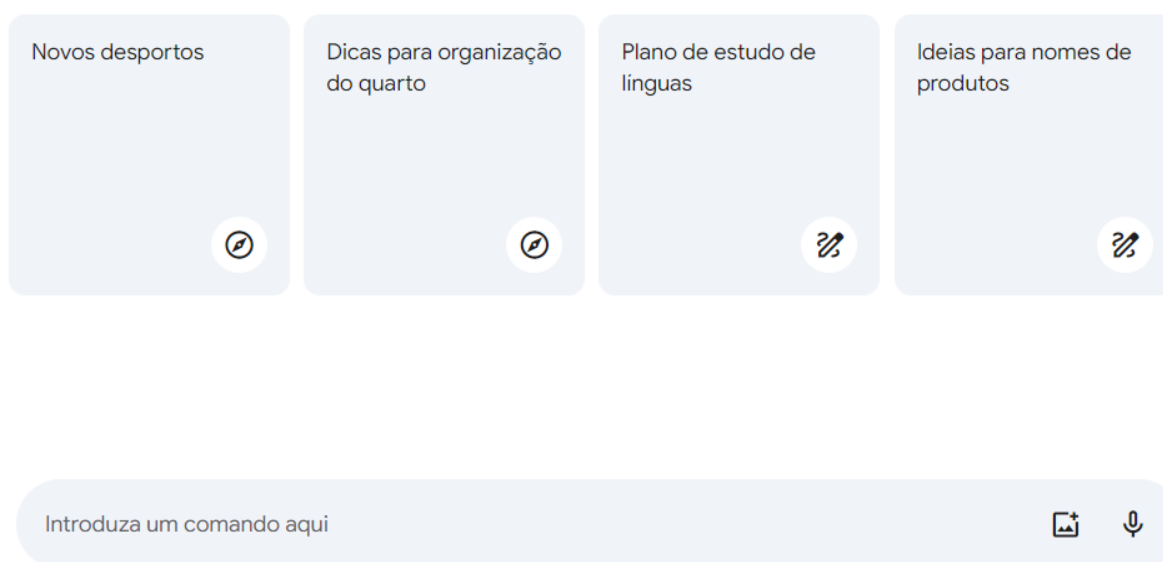 Novos desportos
Dicas para organização
do quarto
Plano de estudo de
línguas
Ideias para nomes de
produtos
Introduza um comando aqui